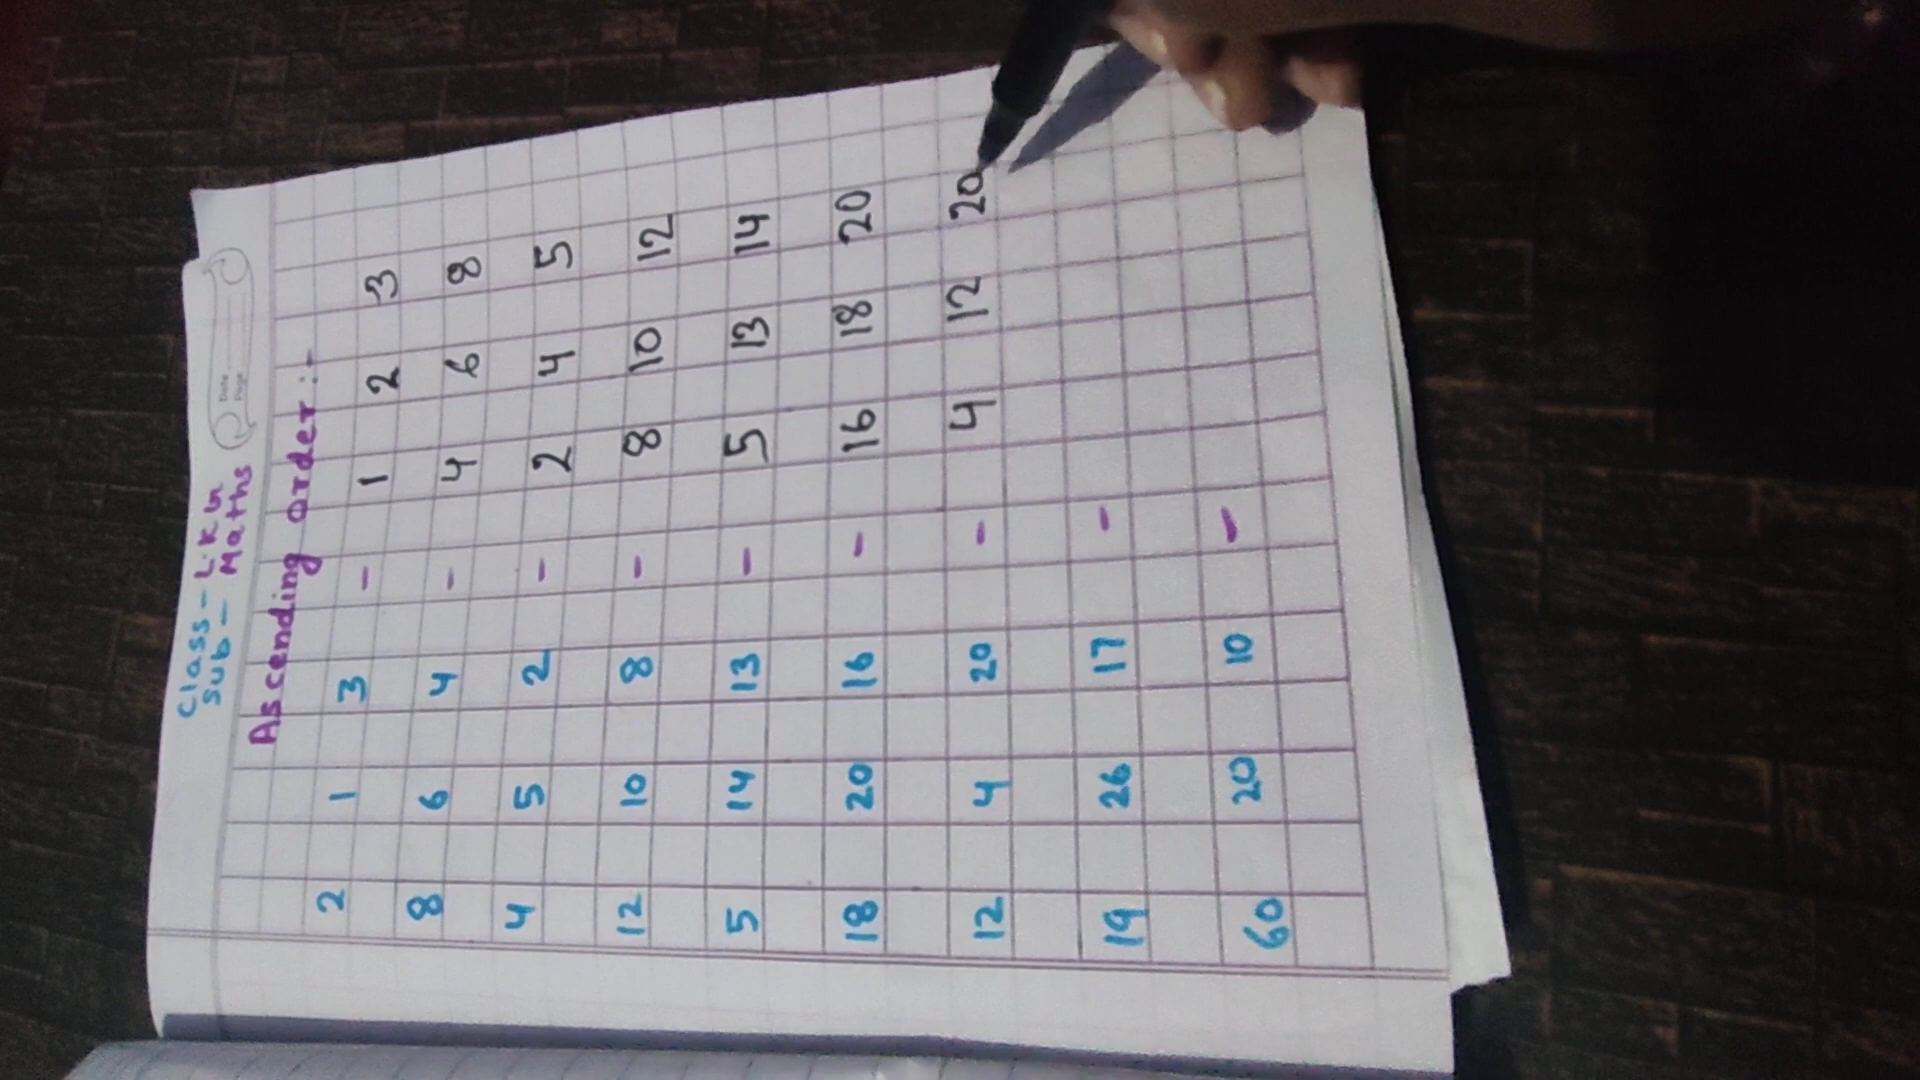 Class - L.K.G
Sub - Maths
Date
Page
Ascending order :-
2 1 3 - 1 2 3
8 6 4 - 4 6 8
4 5 2 - 2 4 5
12 10 8 - 8 10 12
5 14 13 - 5 13 14
18 20 16 - 16 18 20
12 4 20 - 4 12 20
19 26 17 -
60 20 10 -